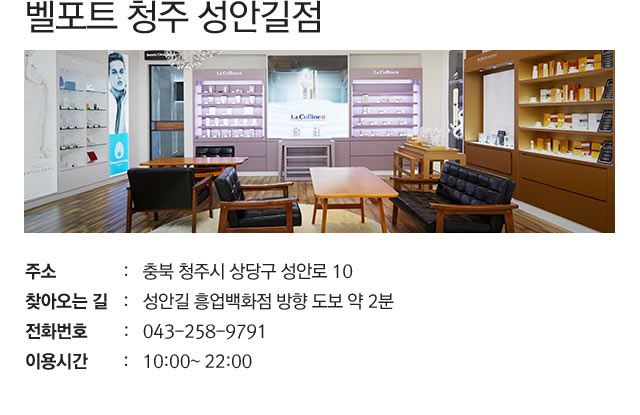 벨포트 청주 성안길점
La Colline
La Colline
La Colline
주소 : 충북 청주시 상당구 성안로 10
찾아오는 길 : 성안길 흥업백화점 방향 도보 약 2분
전화번호 : 043-258-9791
이용시간 : 10:00~ 22:00